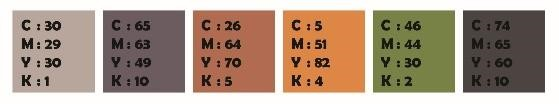 C : 30
M : 29
Y : 30
K : 1
C : 65
M : 63
Y : 49
K : 10
C : 26
M : 64
Y : 70
K : 5
C : 5
M : 51
Y : 82
K : 4
C : 46
M : 44
Y : 30
K : 2
C : 74
M : 65
Y : 60
K : 10